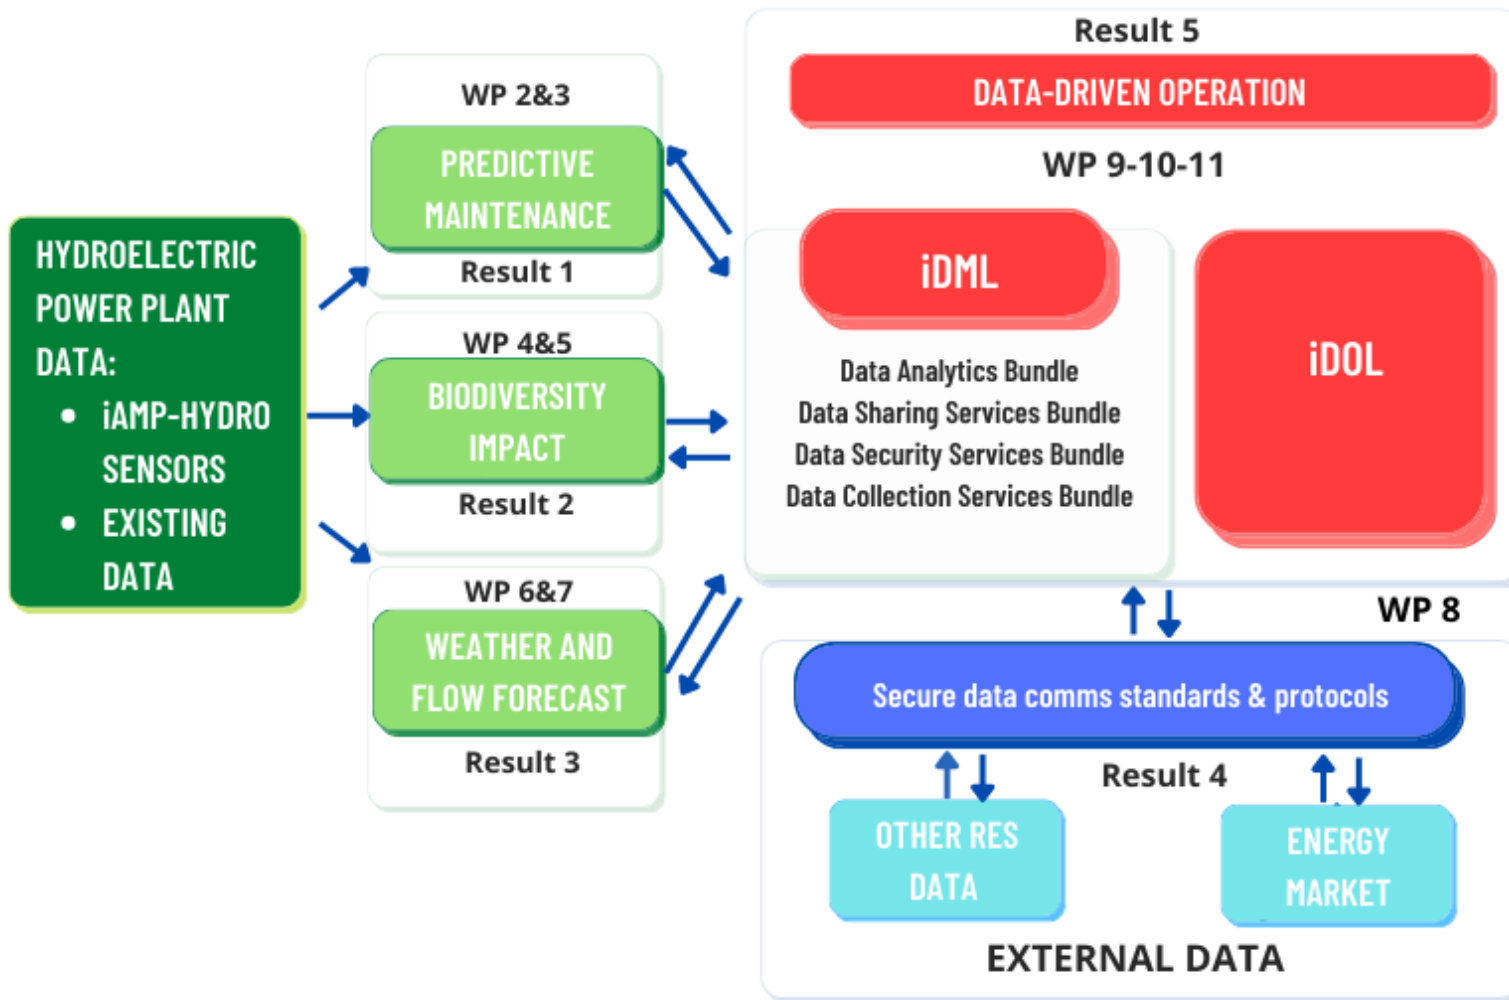 HYDROELECTRIC
POWER PLANT
DATA:
• iAMP-HYDRO
SENSORS
• EXISTING
DATA
WP 2&3
PREDICTIVE
MAINTENANCE
Result 1
WP 4&5
BIODIVERSITY
IMPACT
Result 2
WP 6&7
WEATHER AND
FLOW FORECAST
Result 3
Result 5
DATA-DRIVEN OPERATION
WP 9-10-11
iDML
Data Analytics Bundle
Data Sharing Services Bundle
Data Security Services Bundle
Data Collection Services Bundle
iDOL
WP 8
Secure data comms standards & protocols
Result 4
OTHER RES
DATA
ENERGY
MARKET
EXTERNAL DATA